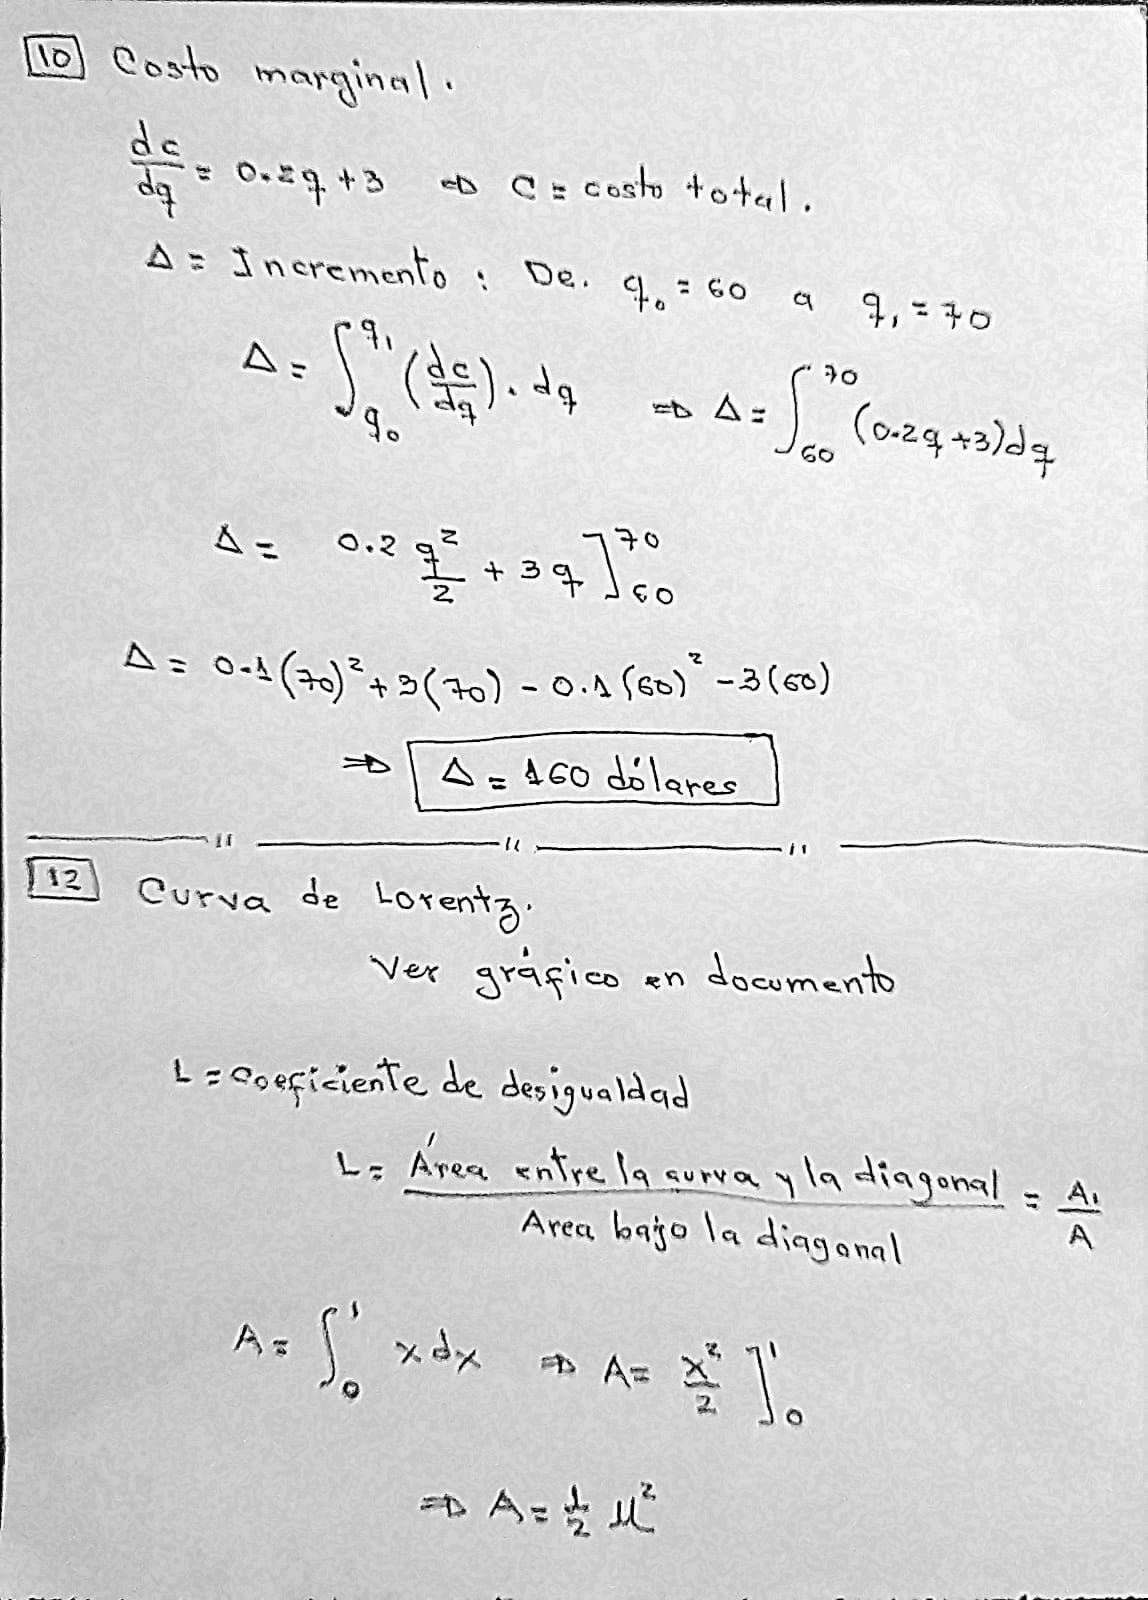 10 Costo marginal.
dc/dq = 0.2q + 3 ⇒ C = costo total.
Δ = Incremento : De. q₀ = 60 a q₁ = 70
Δ = ∫_{q₀}^{q₁} (dc/dq). dq ⇒ Δ = ∫_{60}^{70} (0.2q + 3)dq
Δ = 0.2 q²/2 + 3q ]_{60}^{70}
Δ = 0.1(70)² + 3(70) - 0.1(60)² - 3(60)
⇒ Δ = 160 dólares
12 Curva de Lorentz.
Ver gráfico en documento
L = Coeficiente de desigualdad
L = Área entre la curva y la diagonal / Area bajo la diagonal = A₁/A
A = ∫_{0}^{1} x dx ⇒ A = x²/2 ]_{0}^{1}
⇒ A = 1/2 u²